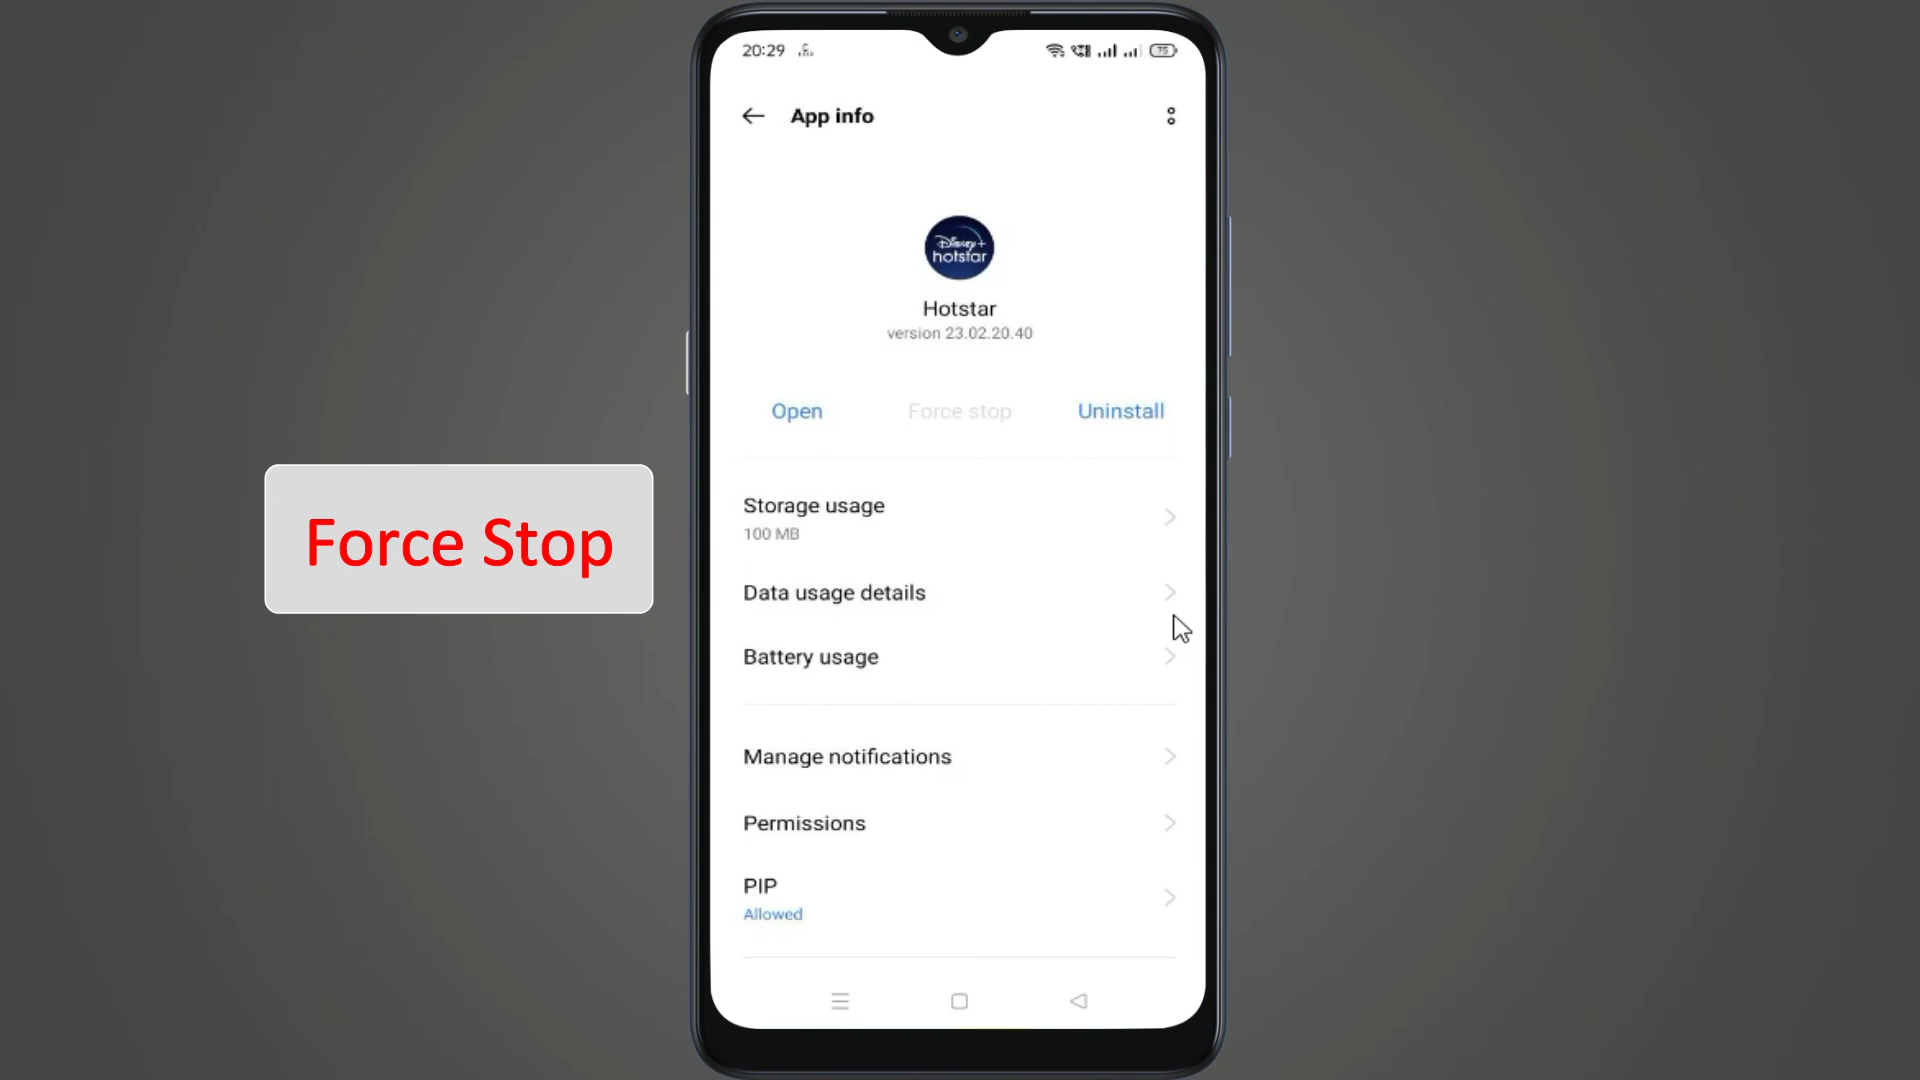 20:29
75
App info
Disney+
hotstar
Hotstar
version 23.02.20.40
Open
Force stop
Uninstall
Force Stop
Storage usage
100 MB
Data usage details
Battery usage
Manage notifications
Permissions
PIP
Allowed